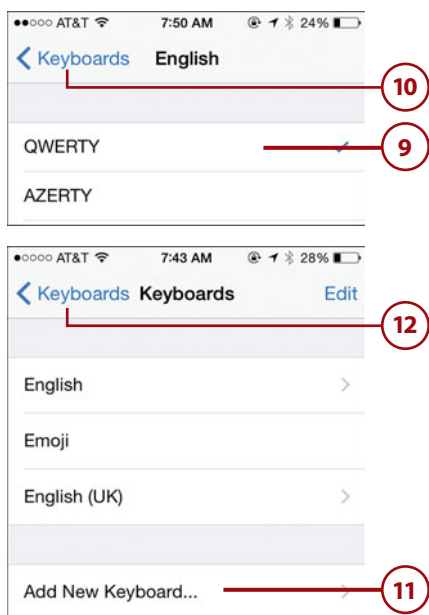 AT&T 7:50 AM 24%
Keyboards English
10
QWERTY
9
AZERTY
AT&T 7:43 AM 28%
Keyboards Keyboards Edit
12
English
Emoji
English (UK)
Add New Keyboard...
11